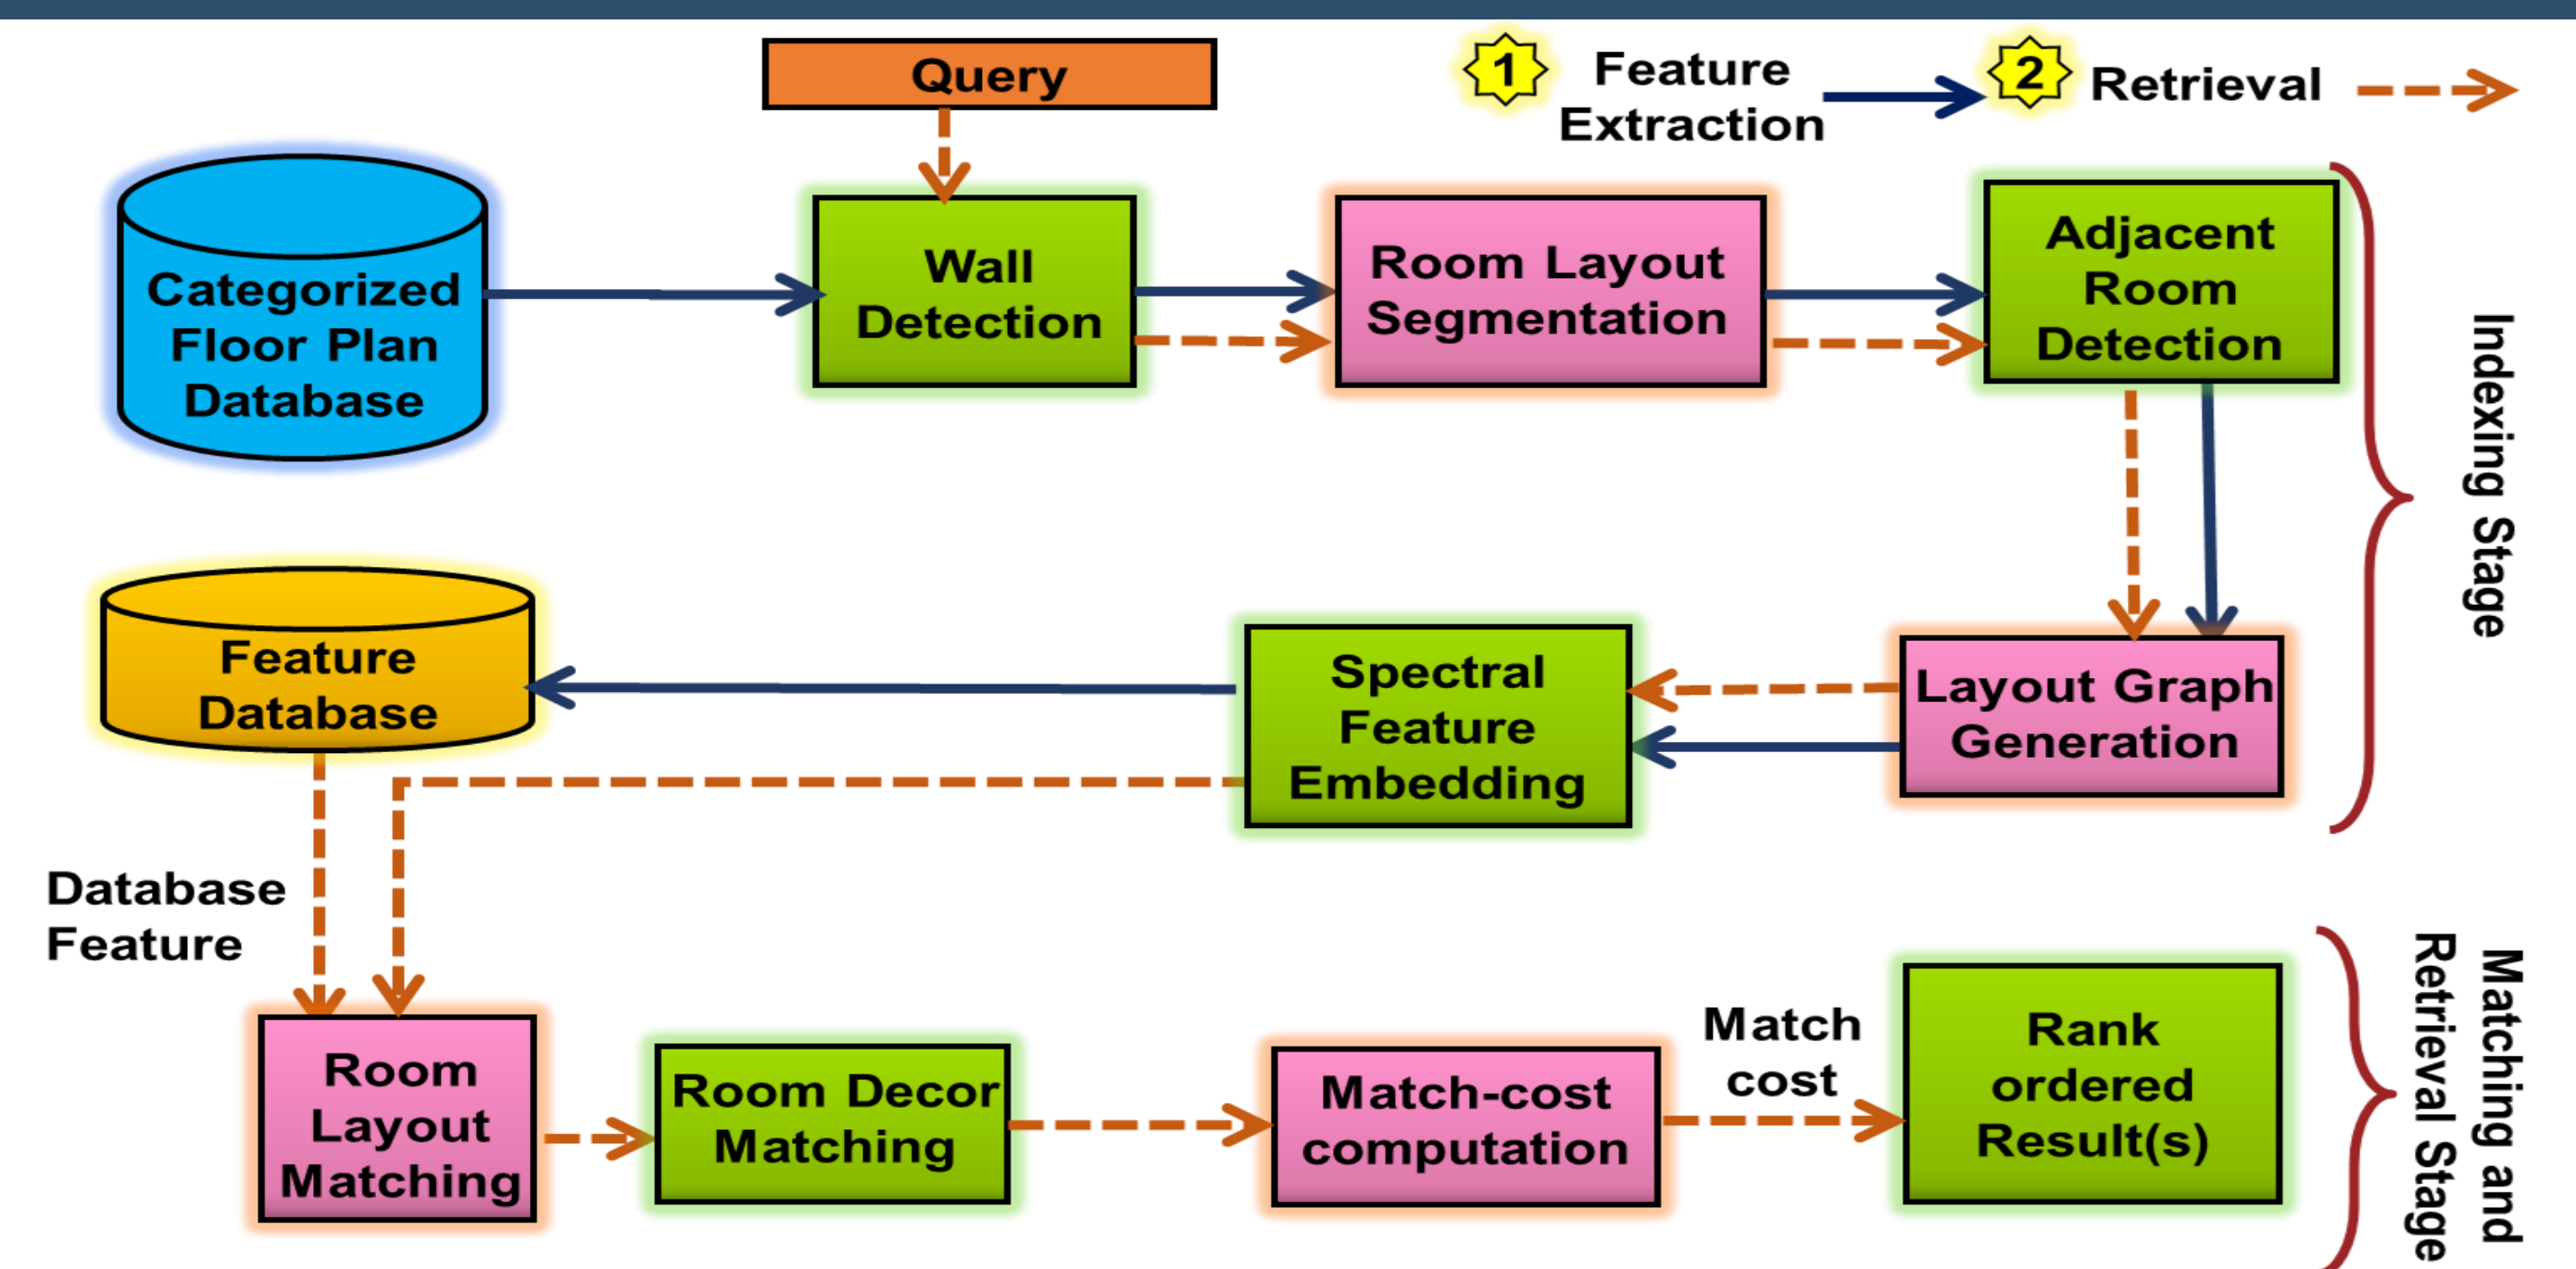 Query
1
Feature
Extraction
2
Retrieval
Categorized
Floor Plan
Database
Wall
Detection
Room Layout
Segmentation
Adjacent
Room
Detection
Indexing Stage
Feature
Database
Spectral
Feature
Embedding
Layout Graph
Generation
Database
Feature
Room
Layout
Matching
Room Decor
Matching
Match-cost
computation
Match
cost
Rank
ordered
Result(s)
Matching and
Retrieval Stage